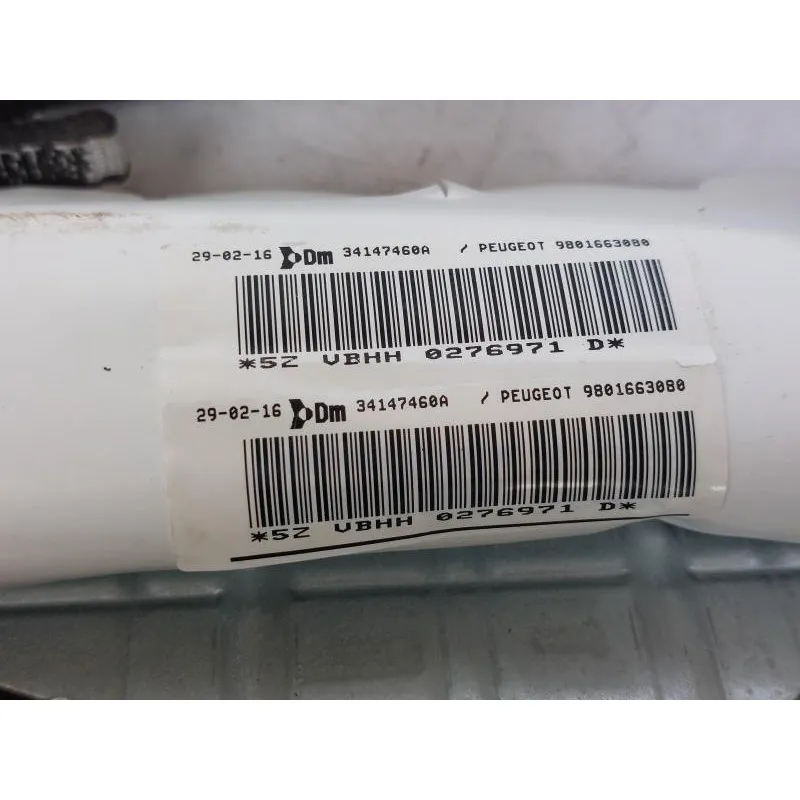 29-02-16 Dm 34147460A / PEUGEOT 9801663080
*5Z VBHH 0276971 D*
29-02-16 Dm 34147460A / PEUGEOT 9801663080
*5Z VBHH 0276971 D*